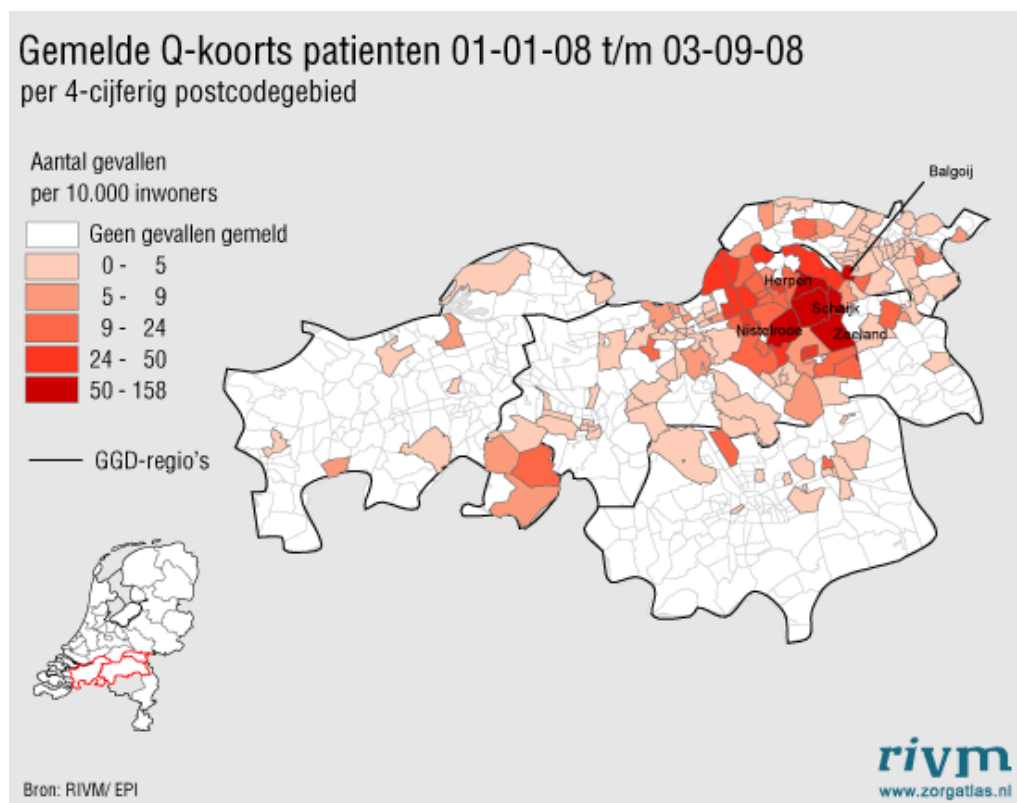 Gemelde Q-koorts patienten 01-01-08 t/m 03-09-08
per 4-cijferig postcodegebied
Aantal gevallen
per 10.000 inwoners
Geen gevallen gemeld
0 - 5
5 - 9
9 - 24
24 - 50
50 - 158
GGD-regio's
Balgoij
Herpen
Schaijk
Nistelrode
Zeeland
Bron: RIVM/ EPI
rivm
www.zorgatlas.nl